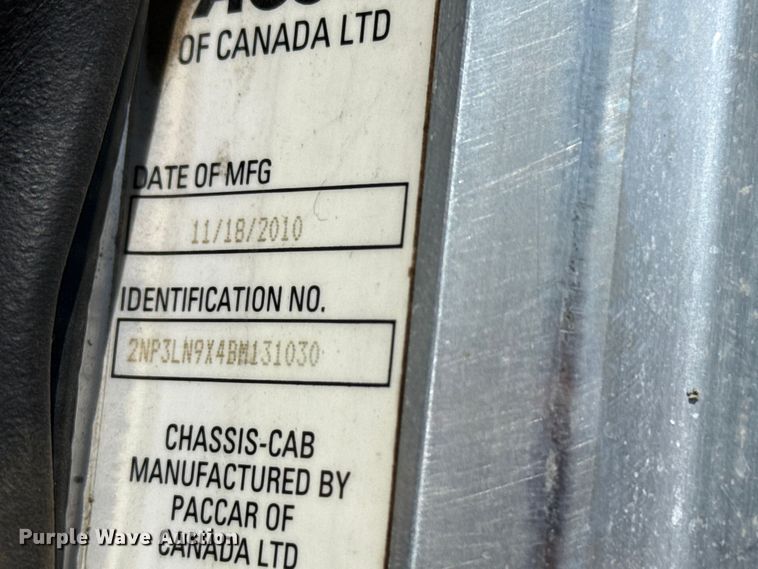 OF CANADA LTD
DATE OF MFG
11/18/2010
IDENTIFICATION NO.
2NP3LN9X4BM131030
CHASSIS-CAB
MANUFACTURED BY
PACCAR OF
CANADA LTD
Purple Wave Auction